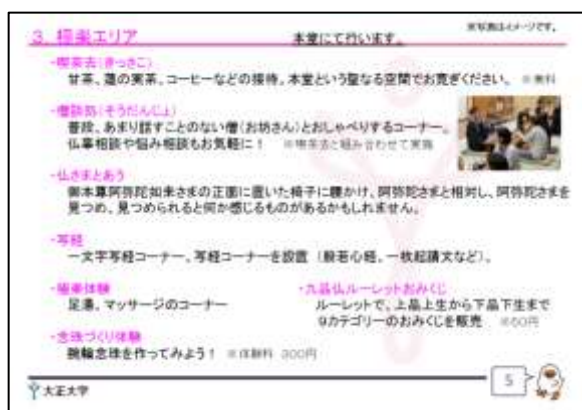 ※写真はイメージです。
3. 極楽エリア
本堂にて行います。
・喫茶去(きっさこ)
甘茶、蓮の実茶、コーヒーなどの接待。本堂という聖なる空間でお寛ぎください。 ※無料
・僧談処(そうだんじょ)
普段、あまり話すことのない僧(お坊さん)とおしゃべりするコーナー。
仏事相談や悩み相談もお気軽に! ※喫茶去と組み合わせて実施
・仏さまとあう
御本尊阿弥陀如来さまの正面に置いた椅子に腰かけ、阿弥陀さまと相対し、阿弥陀さまを
見つめ、見つめられると何か感じるものがあるかもしれません。
・写経
一文字写経コーナー、写経コーナーを設置 (般若心経、一枚起請文など)。
・極楽体験
足湯、マッサージのコーナー
・九品仏ルーレットおみくじ
ルーレットで、上品上生から下品下生まで
9カテゴリーのおみくじを販売 ※50円
・念珠づくり体験
腕輪念珠を作ってみよう! ※体験料 300円
大正大学
5